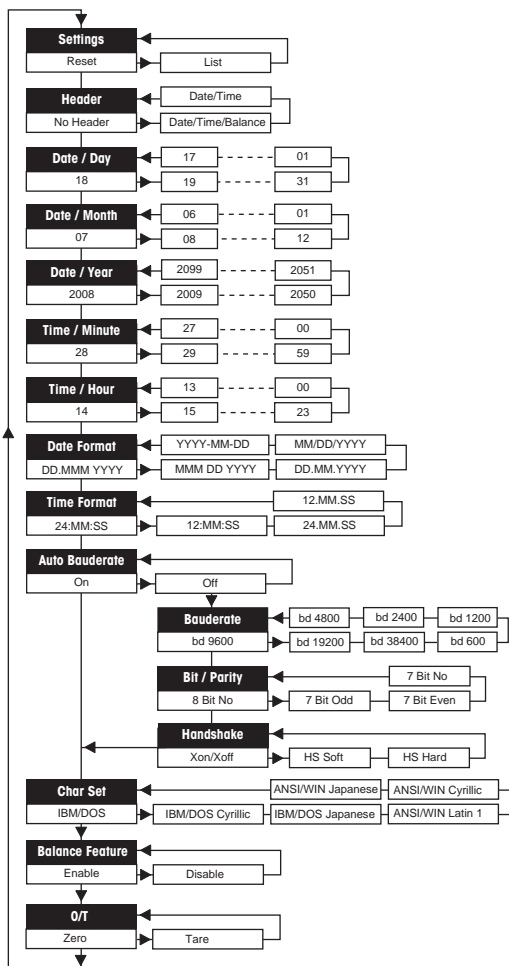 Settings
Reset List
Header Date/Time
No Header Date/Time/Balance
Date / Day 17 01
18 19 31
Date / Month 06 01
07 08 12
Date / Year 2099 2051
2008 2009 2050
Time / Minute 27 00
28 29 59
Time / Hour 13 00
14 15 23
Date Format YYYY-MM-DD MM/DD/YYYY
DD.MMM YYYY MMM DD YYYY DD.MM.YYYY
Time Format 12.MM.SS
24:MM:SS 12:MM:SS 24.MM.SS
Auto Bauderate
On Off
Bauderate bd 4800 bd 2400 bd 1200
bd 9600 bd 19200 bd 38400 bd 600
Bit / Parity 7 Bit No
8 Bit No 7 Bit Odd 7 Bit Even
Handshake
Xon/Xoff HS Soft HS Hard
Char Set ANSI/WIN Japanese ANSI/WIN Cyrillic
IBM/DOS IBM/DOS Cyrillic IBM/DOS Japanese ANSI/WIN Latin 1
Balance Feature
Enable Disable
O/T
Zero Tare